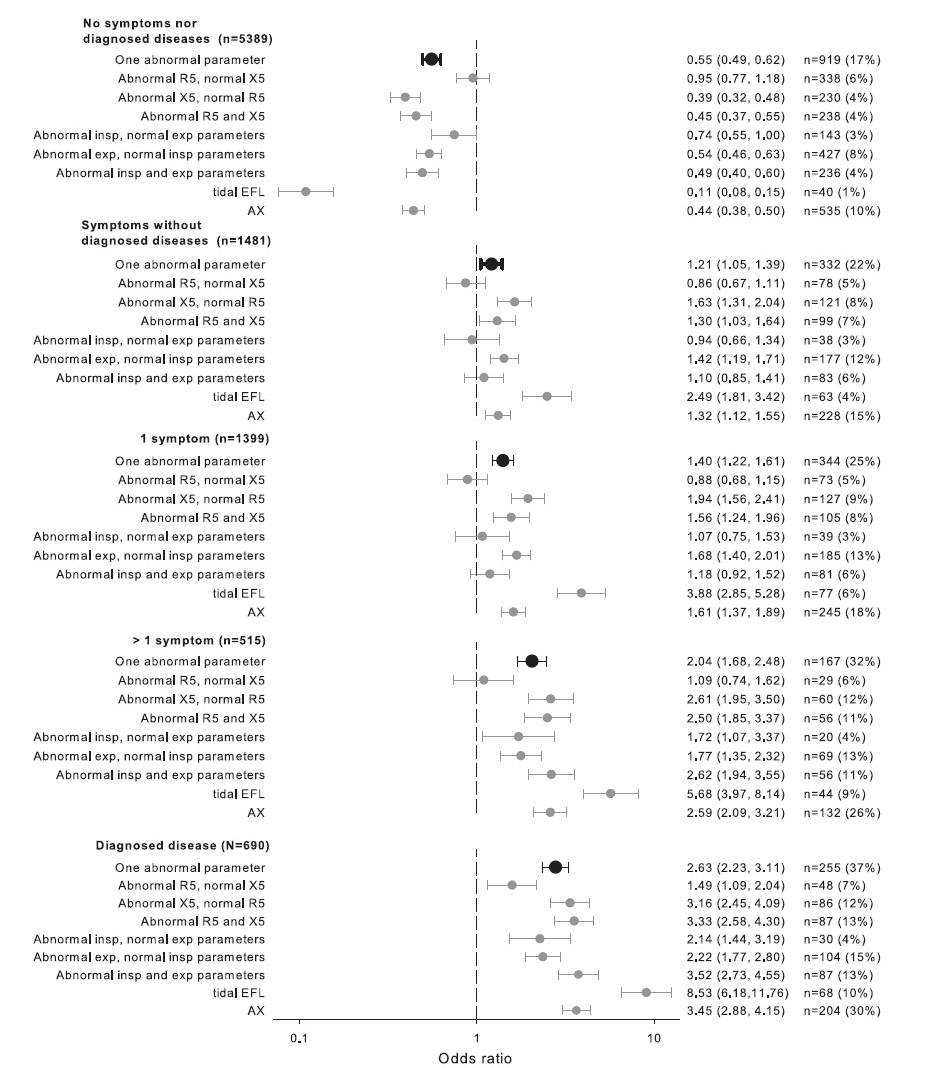 No symptoms nor
diagnosed diseases (n=5389)
One abnormal parameter 0.55 (0.49, 0.62) n=919 (17%)
Abnormal R5, normal X5 0.95 (0.77, 1.18) n=338 (6%)
Abnormal X5, normal R5 0.39 (0.32, 0.48) n=230 (4%)
Abnormal R5 and X5 0.45 (0.37, 0.55) n=238 (4%)
Abnormal insp, normal exp parameters 0.74 (0.55, 1.00) n=143 (3%)
Abnormal exp, normal insp parameters 0.54 (0.46, 0.63) n=427 (8%)
Abnormal insp and exp parameters 0.49 (0.40, 0.60) n=236 (4%)
tidal EFL 0.11 (0.08, 0.15) n=40 (1%)
AX 0.44 (0.38, 0.50) n=535 (10%)
Symptoms without
diagnosed diseases (n=1481)
One abnormal parameter 1.21 (1.05, 1.39) n=332 (22%)
Abnormal R5, normal X5 0.86 (0.67, 1.11) n=78 (5%)
Abnormal X5, normal R5 1.63 (1.31, 2.04) n=121 (8%)
Abnormal R5 and X5 1.30 (1.03, 1.64) n=99 (7%)
Abnormal insp, normal exp parameters 0.94 (0.66, 1.34) n=38 (3%)
Abnormal exp, normal insp parameters 1.42 (1.19, 1.71) n=177 (12%)
Abnormal insp and exp parameters 1.10 (0.85, 1.41) n=83 (6%)
tidal EFL 2.49 (1.81, 3.42) n=63 (4%)
AX 1.32 (1.12, 1.55) n=228 (15%)
1 symptom (n=1399)
One abnormal parameter 1.40 (1.22, 1.61) n=344 (25%)
Abnormal R5, normal X5 0.88 (0.68, 1.15) n=73 (5%)
Abnormal X5, normal R5 1.94 (1.56, 2.41) n=127 (9%)
Abnormal R5 and X5 1.56 (1.24, 1.96) n=105 (8%)
Abnormal insp, normal exp parameters 1.07 (0.75, 1.53) n=39 (3%)
Abnormal exp, normal insp parameters 1.68 (1.40, 2.01) n=185 (13%)
Abnormal insp and exp parameters 1.18 (0.92, 1.52) n=81 (6%)
tidal EFL 3.88 (2.85, 5.28) n=77 (6%)
AX 1.61 (1.37, 1.89) n=245 (18%)
> 1 symptom (n=515)
One abnormal parameter 2.04 (1.68, 2.48) n=167 (32%)
Abnormal R5, normal X5 1.09 (0.74, 1.62) n=29 (6%)
Abnormal X5, normal R5 2.61 (1.95, 3.50) n=60 (12%)
Abnormal R5 and X5 2.50 (1.85, 3.37) n=56 (11%)
Abnormal insp, normal exp parameters 1.72 (1.07, 3.37) n=20 (4%)
Abnormal exp, normal insp parameters 1.77 (1.35, 2.32) n=69 (13%)
Abnormal insp and exp parameters 2.62 (1.94, 3.55) n=56 (11%)
tidal EFL 5.68 (3.97, 8.14) n=44 (9%)
AX 2.59 (2.09, 3.21) n=132 (26%)
Diagnosed disease (N=690)
One abnormal parameter 2.63 (2.23, 3.11) n=255 (37%)
Abnormal R5, normal X5 1.49 (1.09, 2.04) n=48 (7%)
Abnormal X5, normal R5 3.16 (2.45, 4.09) n=86 (12%)
Abnormal R5 and X5 3.33 (2.58, 4.30) n=87 (13%)
Abnormal insp, normal exp parameters 2.14 (1.44, 3.19) n=30 (4%)
Abnormal exp, normal insp parameters 2.22 (1.77, 2.80) n=104 (15%)
Abnormal insp and exp parameters 3.52 (2.73, 4.55) n=87 (13%)
tidal EFL 8.53 (6.18,11.76) n=68 (10%)
AX 3.45 (2.88, 4.15) n=204 (30%)
0.1 1 10
Odds ratio